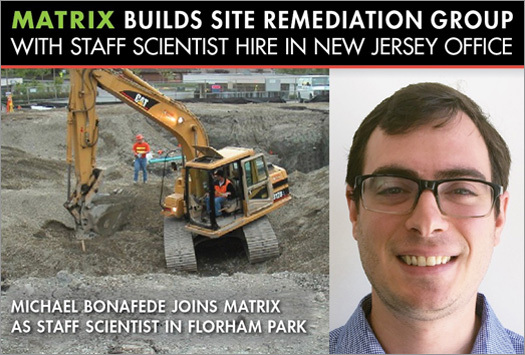 MATRIX BUILDS SITE REMEDIATION GROUP
WITH STAFF SCIENTIST HIRE IN NEW JERSEY OFFICE
CAT
MICHAEL BONAFEDE JOINS MATRIX
AS STAFF SCIENTIST IN FLORHAM PARK